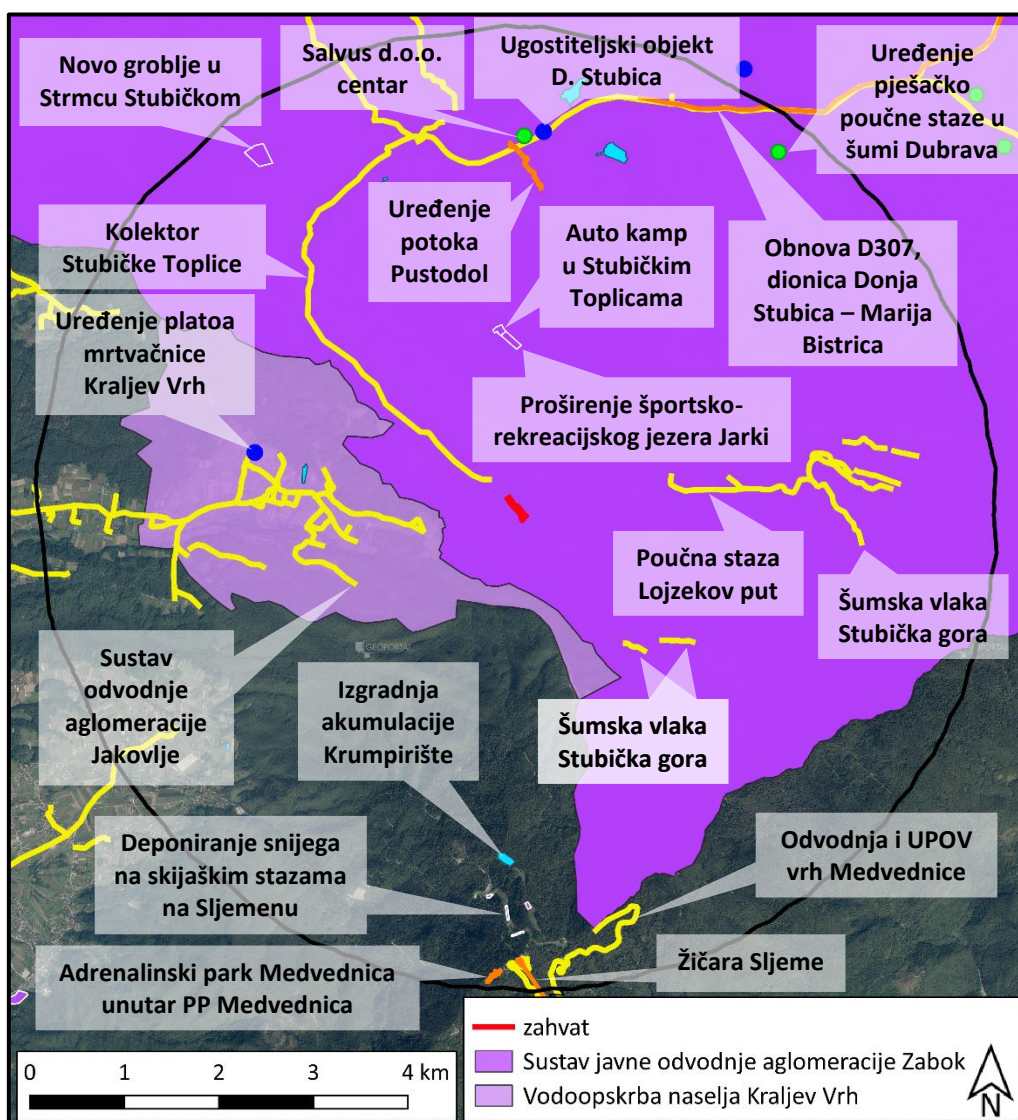 Novo groblje u
Strmcu Stubičkom
Salvus d.o.o.
centar
Ugostiteljski objekt
D. Stubica
Uređenje
pješačko
poučne staze u
šumi Dubrava
Kolektor
Stubičke Toplice
Uređenje
potoka
Pustodol
Auto kamp
u Stubičkim
Toplicama
Obnova D307,
dionica Donja
Stubica – Marija
Bistrica
Uređenje platoa
mrtvačnice
Kraljev Vrh
Proširenje športsko-
rekreacijskog jezera Jarki
Poučna staza
Lojzekov put
Šumska vlaka
Stubička gora
Sustav
odvodnje
aglomeracije
Jakovlje
GEOPORTAL
Izgradnja
akumulacije
Krumpirište
Šumska vlaka
Stubička gora
Deponiranje snijega
na skijaškim stazama
na Sljemenu
Odvodnja i UPOV
vrh Medvednice
Adrenalinski park Medvednica
unutar PP Medvednica
Žičara Sljeme
zahvat
Sustav javne odvodnje aglomeracije Zabok
Vodoopskrba naselja Kraljev Vrh
N
0 1 2 3 4 km